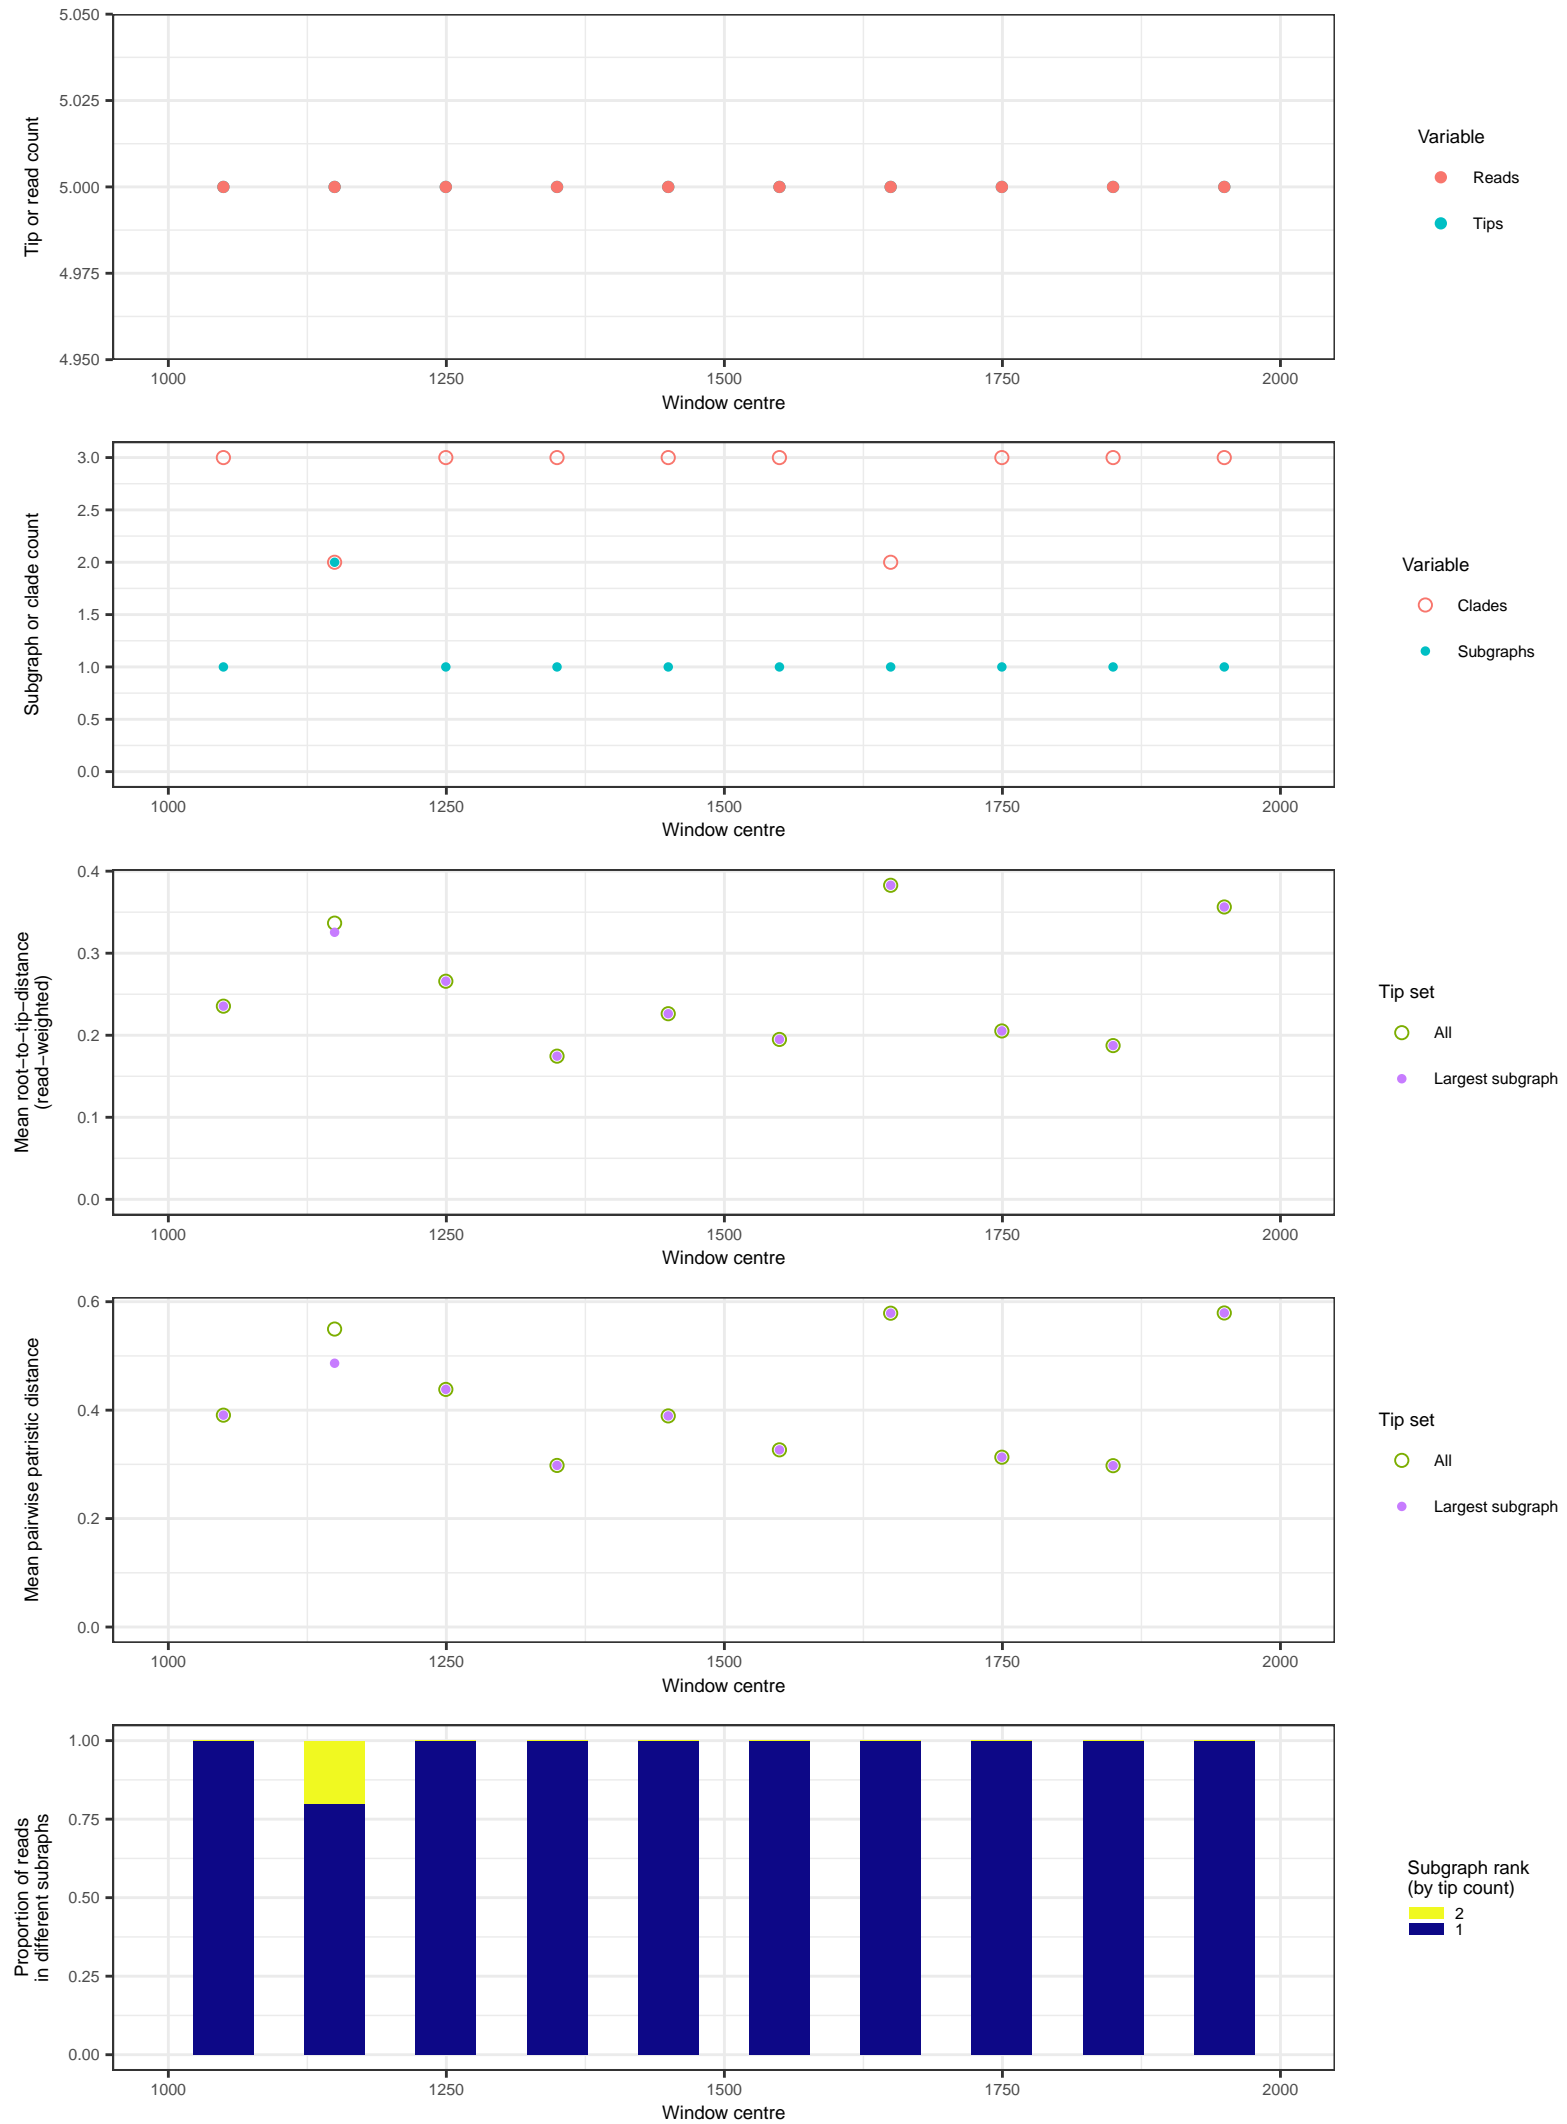 5.050
5.025
5.000
4.975
4.950
Tip or read count
1000 1250 1500 1750 2000
Window centre
Variable
Reads
Tips
3.0
2.5
2.0
1.5
1.0
0.5
0.0
Subgraph or clade count
1000 1250 1500 1750 2000
Window centre
Variable
Clades
Subgraphs
0.4
0.3
0.2
0.1
0.0
Mean root−to−tip−distance
(read−weighted)
1000 1250 1500 1750 2000
Window centre
Tip set
All
Largest subgraph
0.6
0.4
0.2
0.0
Mean pairwise patristic distance
1000 1250 1500 1750 2000
Window centre
Tip set
All
Largest subgraph
1.00
0.75
0.50
0.25
0.00
Proportion of reads
in different subraphs
1000 1250 1500 1750 2000
Window centre
Subgraph rank
(by tip count)
2
1